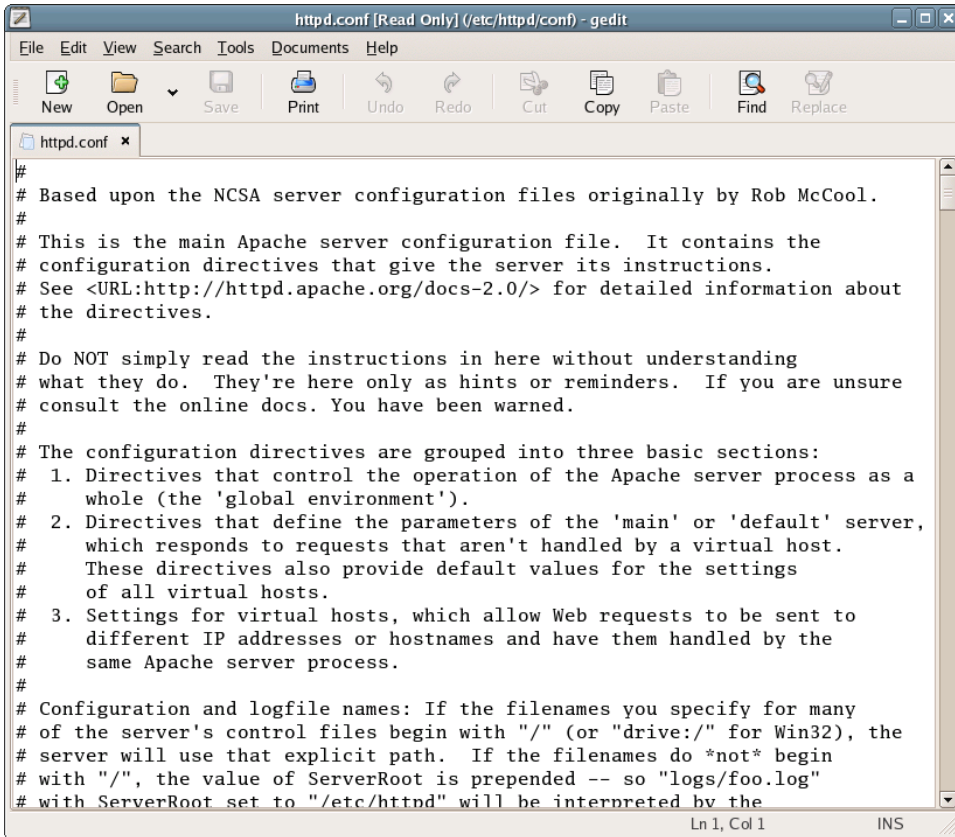 httpd.conf [Read Only] (/etc/httpd/conf) - gedit
File Edit View Search Tools Documents Help
New Open Save Print Undo Redo Cut Copy Paste Find Replace
httpd.conf
#
# Based upon the NCSA server configuration files originally by Rob McCool.
#
# This is the main Apache server configuration file.  It contains the
# configuration directives that give the server its instructions.
# See <URL:http://httpd.apache.org/docs-2.0/> for detailed information about
# the directives.
#
# Do NOT simply read the instructions in here without understanding
# what they do.  They're here only as hints or reminders.  If you are unsure
# consult the online docs. You have been warned.
#
# The configuration directives are grouped into three basic sections:
#  1. Directives that control the operation of the Apache server process as a
#     whole (the 'global environment').
#  2. Directives that define the parameters of the 'main' or 'default' server,
#     which responds to requests that aren't handled by a virtual host.
#     These directives also provide default values for the settings
#     of all virtual hosts.
#  3. Settings for virtual hosts, which allow Web requests to be sent to
#     different IP addresses or hostnames and have them handled by the
#     same Apache server process.
#
# Configuration and logfile names: If the filenames you specify for many
# of the server's control files begin with "/" (or "drive:/" for Win32), the
# server will use that explicit path.  If the filenames do *not* begin
# with "/", the value of ServerRoot is prepended -- so "logs/foo.log"
# with ServerRoot set to "/etc/httpd" will be interpreted by the
Ln 1, Col 1 INS